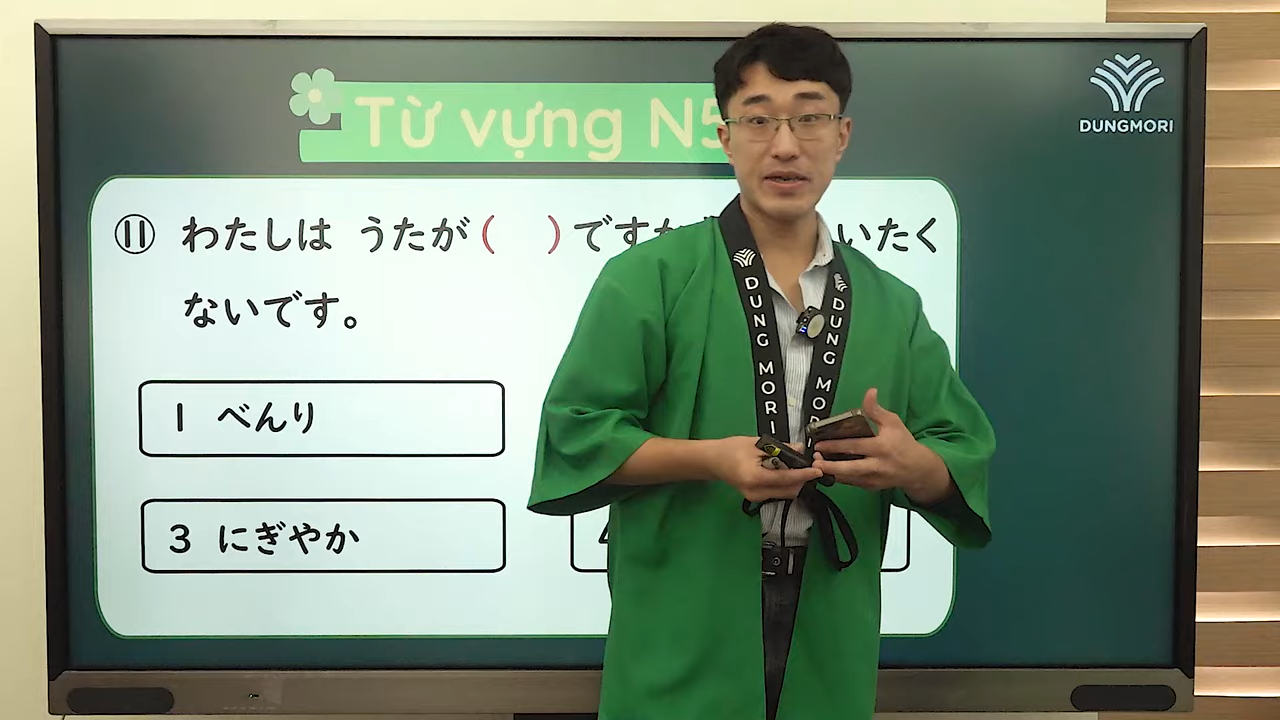 Từ vựng N5
DUNGMORI
⑪ わたしは うたが( )ですか いたく
ないです。
1 べんり
3 にぎやか
4
DUNG MORI
DUNG MORI